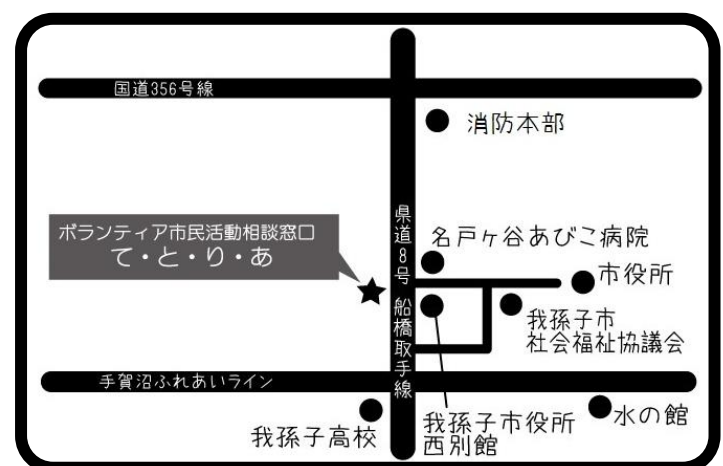 国道356号線
消防本部
県道8号 船橋取手線
ボランティア市民活動相談窓口
て・と・り・あ
名戸ヶ谷あびこ病院
市役所
我孫子市
社会福祉協議会
手賀沼ふれあいライン
我孫子高校
我孫子市役所
西別館
水の館